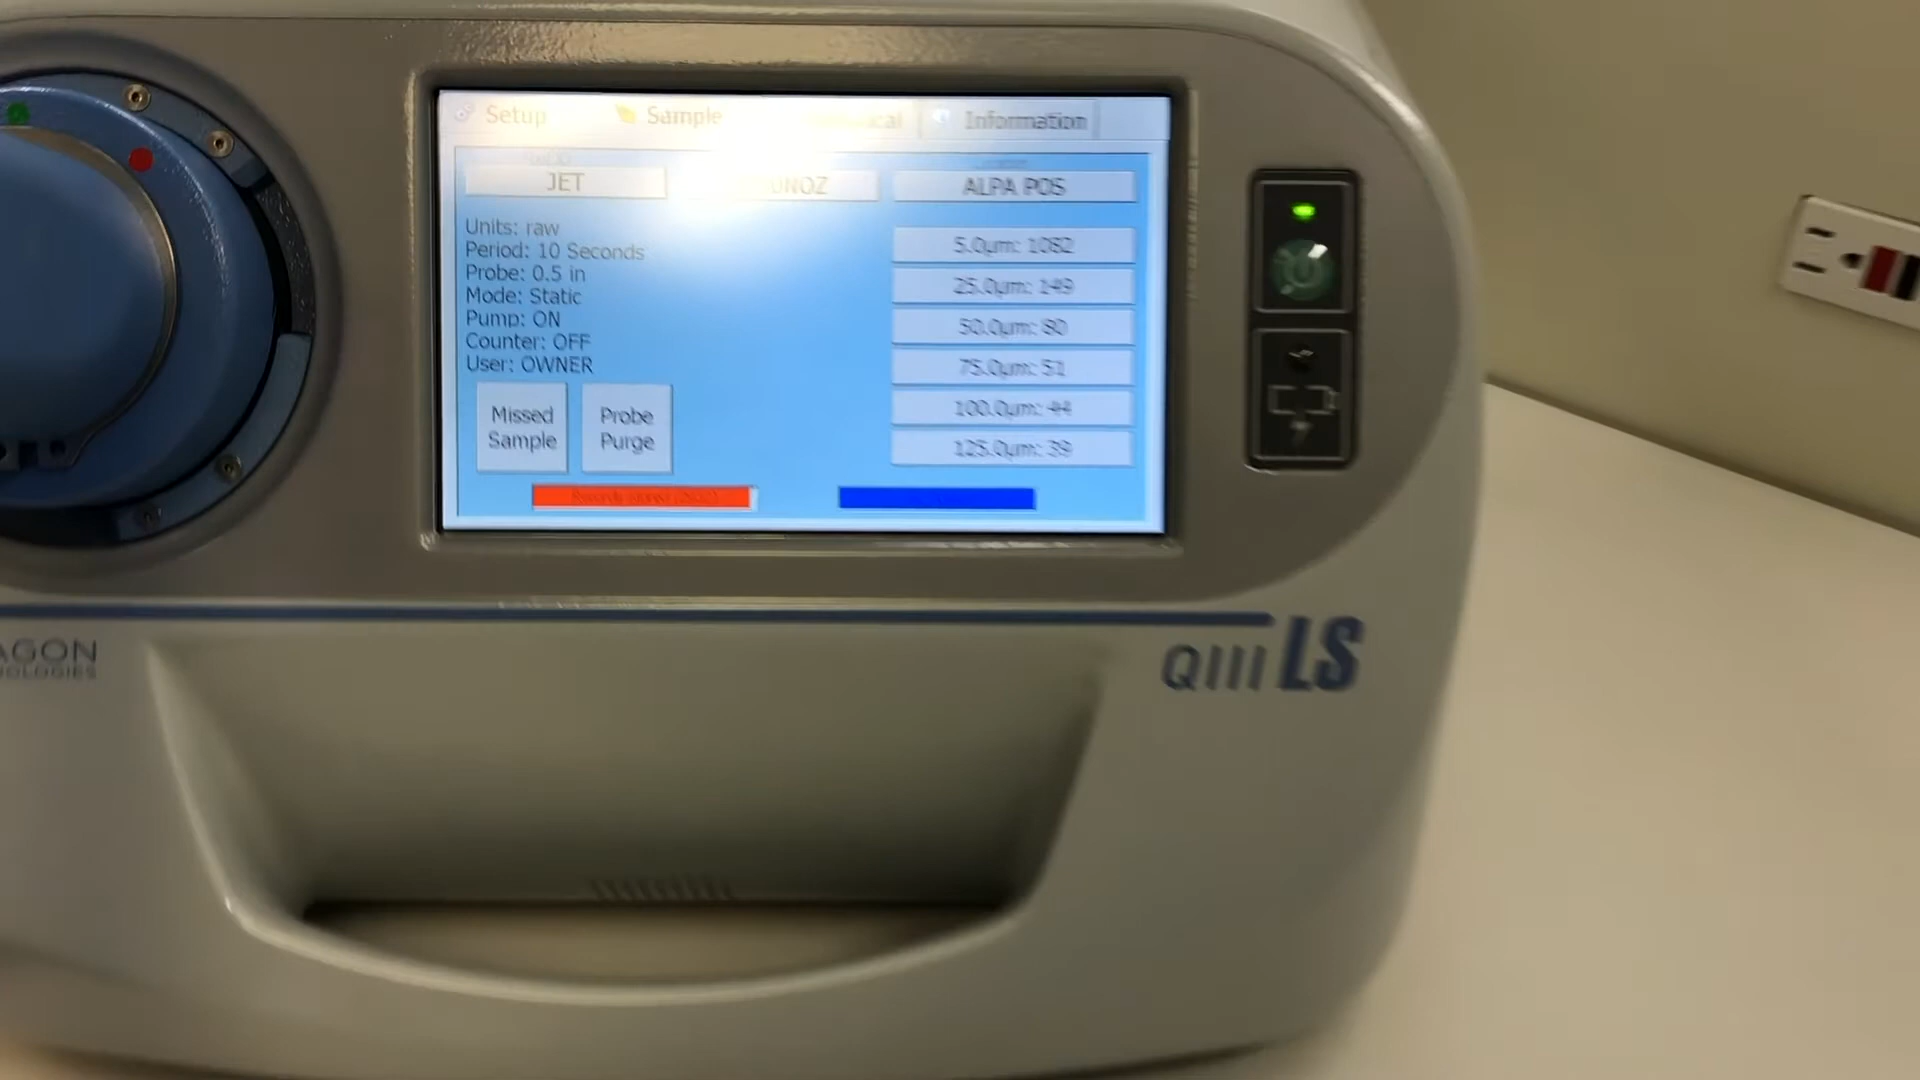 Setup Sample Information
JET ALPA POS
Units: raw
Period: 10 Seconds
Probe: 0.5 in
Mode: Static
Pump: ON
Counter: OFF
User: OWNER
Missed
Sample
Probe
Purge
5.0µm: 1082
25.0µm: 149
50.0µm: 80
75.0µm: 51
100.0µm: 44
125.0µm: 39
AGON
NOLOGIES
QIII LS